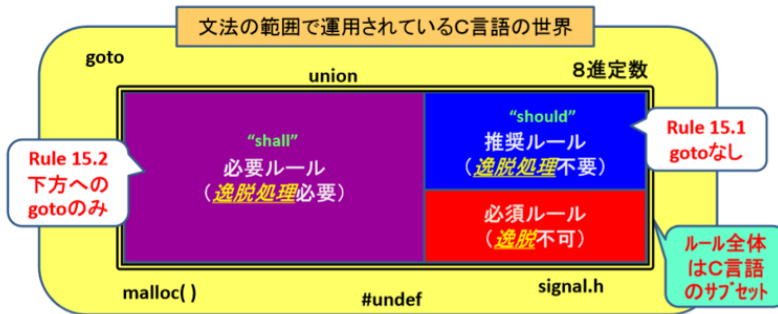 文法の範囲で運用されているC言語の世界
goto
union
8進定数
“shall”
必要ルール
(逸脱処理必要)
“should”
推奨ルール
(逸脱処理不要)
必須ルール
(逸脱不可)
Rule 15.2
下方への
gotoのみ
Rule 15.1
gotoなし
ルール全体
はC言語
のサブセット
malloc( )
#undef
signal.h